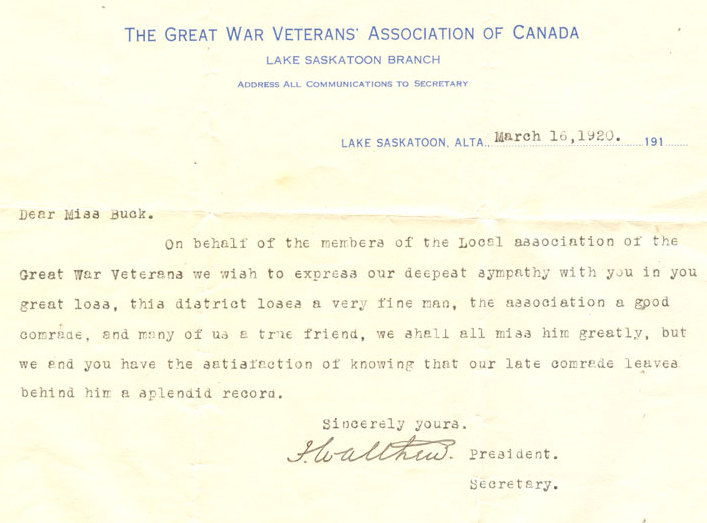 THE GREAT WAR VETERANS' ASSOCIATION OF CANADA
LAKE SASKATOON BRANCH
ADDRESS ALL COMMUNICATIONS TO SECRETARY
LAKE SASKATOON, ALTA., March 16, 1920. 191
Dear Miss Buck.
On behalf of the members of the Local association of the
Great War Veterans we wish to express our deepest sympathy with you in you
great loss, this district loses a very fine man, the association a good
comrade, and many of us a true friend, we shall all miss him greatly, but
we and you have the satisfaction of knowing that our late comrade leaves
behind him a splendid record.
Sincerely yours.
President.
Secretary.